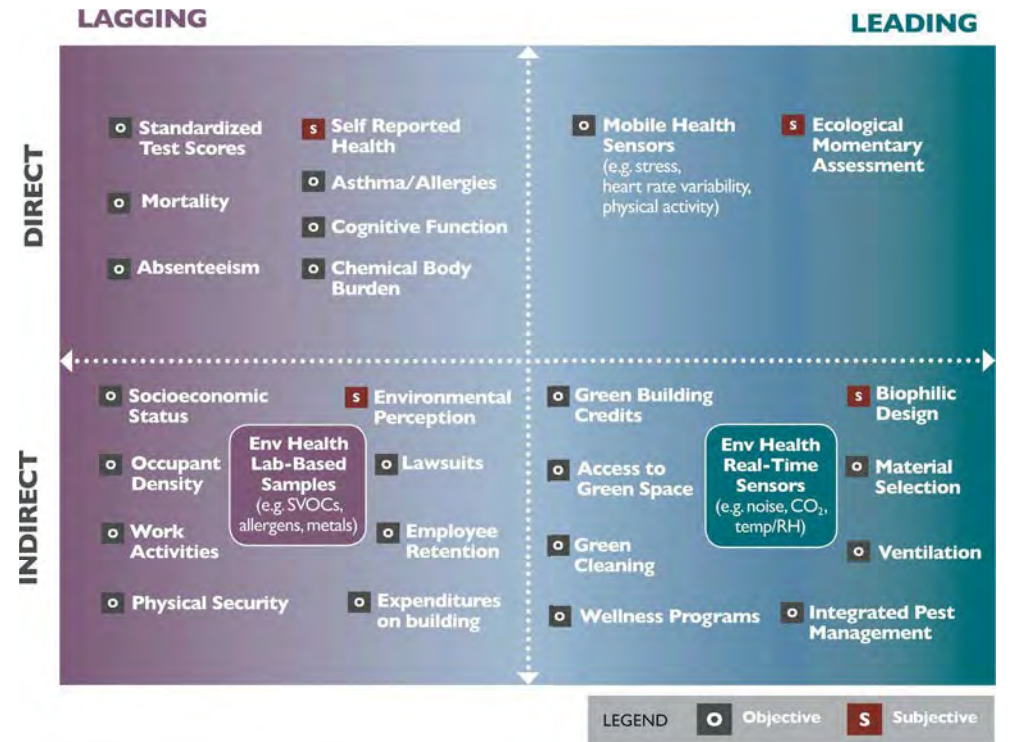 LAGGING
LEADING
DIRECT
O Standardized
Test Scores
O Mortality
O Absenteeism
S Self Reported
Health
O Asthma/Allergies
O Cognitive Function
O Chemical Body
Burden
O Mobile Health
Sensors
(e.g. stress,
heart rate variability,
physical activity)
S Ecological
Momentary
Assessment
INDIRECT
O Socioeconomic
Status
O Occupant
Density
O Work
Activities
O Physical Security
Env Health
Lab-Based
Samples
(e.g. SVOCs,
allergens, metals)
S Environmental
Perception
O Lawsuits
O Employee
Retention
O Expenditures
on building
O Green Building
Credits
O Access to
Green Space
O Green
Cleaning
O Wellness Programs
Env Health
Real-Time
Sensors
(e.g. noise, CO₂,
temp/RH)
S Biophilic
Design
O Material
Selection
O Ventilation
O Integrated Pest
Management
LEGEND O Objective S Subjective